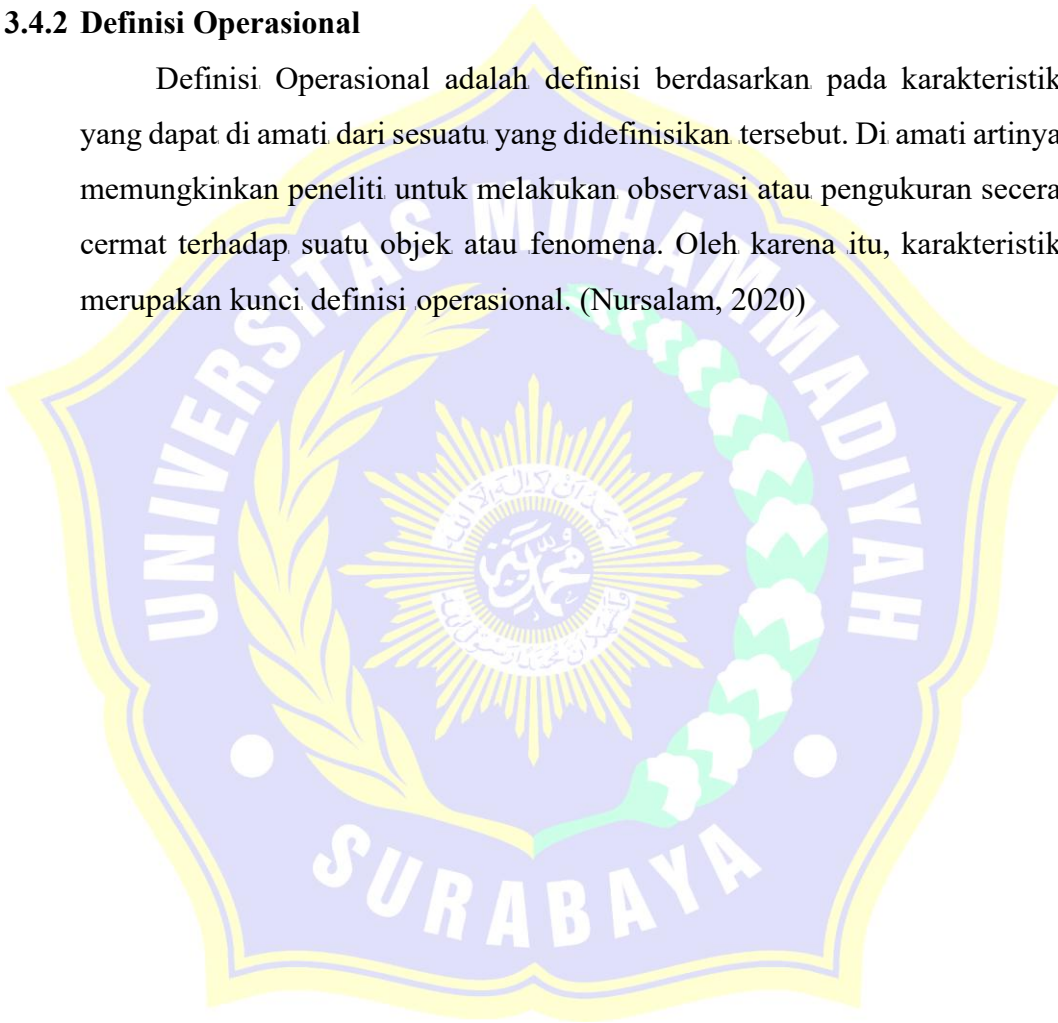 3.4.2 Definisi Operasional
Definisi Operasional adalah definisi berdasarkan pada karakteristik
yang dapat di amati dari sesuatu yang didefinisikan tersebut. Di amati artinya
memungkinkan peneliti untuk melakukan observasi atau pengukuran secera
cermat terhadap suatu objek atau fenomena. Oleh karena itu, karakteristik
merupakan kunci definisi operasional. (Nursalam, 2020)
UNIVERSITAS MUHAMMADIYAH
محمد
SURABAYA